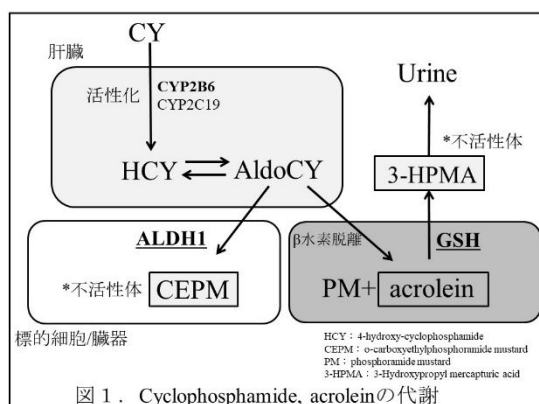 CY
肝臓
活性化
CYP2B6
CYP2C19
HCY
AldoCY
Urine
*不活性体
3-HPMA
ALDH1
*不活性体
CEPM
β水素脱離
GSH
PM+
acrolein
標的細胞/臓器
HCY：4-hydroxy-cyclophosphamide
CEPM：o-carboxyethylphosphoramide mustard
PM：phosphoramide mustard
3-HPMA：3-Hydroxypropyl mercapturic acid
図1．Cyclophosphamide, acroleinの代謝